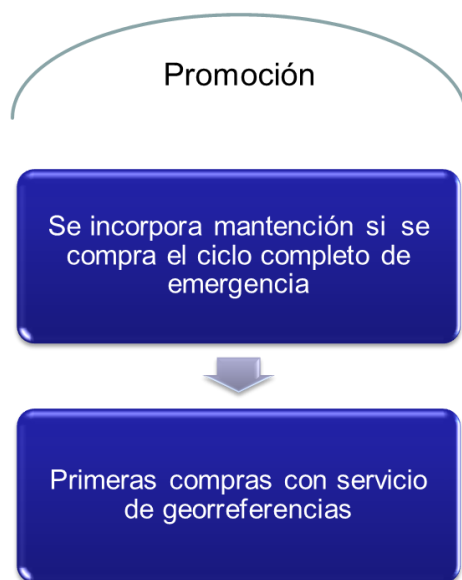 Promoción
Se incorpora mantención si se
compra el ciclo completo de
emergencia
Primeras compras con servicio
de georreferencias